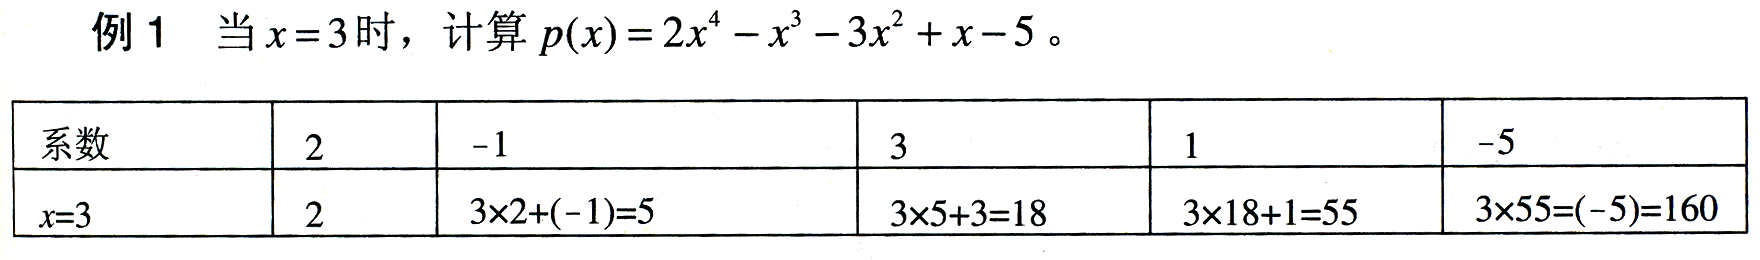 例 1 当 x = 3 时，计算 p(x) = 2x⁴ − x³ − 3x² + x − 5 。
系数 2 -1 3 1 -5
x=3 2 3×2+(-1)=5 3×5+3=18 3×18+1=55 3×55=(-5)=160